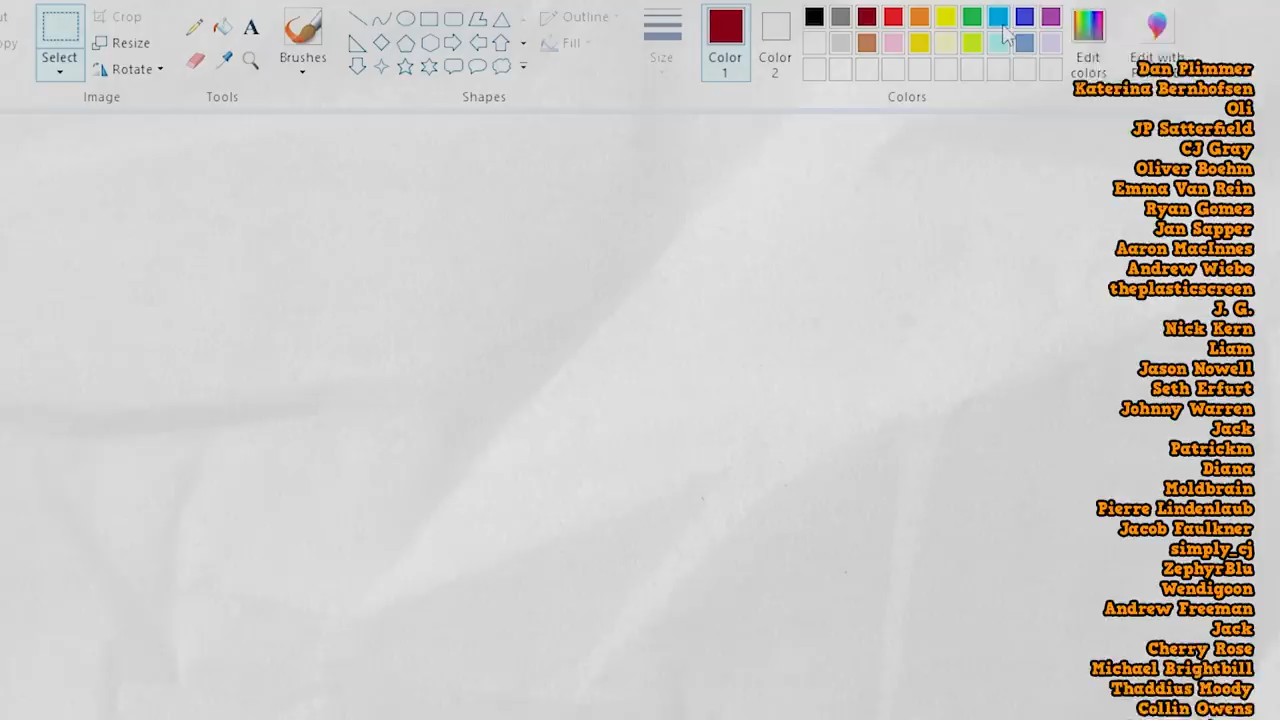 Select
Crop
Resize
Rotate
Image
A
Tools
Brushes
Outline
Fill
Shapes
Size
Color
1
Color
2
Colors
Edit
colors
Edit with
Dan Plimmer
Katerina Bernhofsen
Oli
JP Satterfield
CJ Gray
Oliver Boehm
Emma Van Rein
Ryan Gomez
Jan Sapper
Aaron MacInnes
Andrew Wiebe
theplasticscreen
J. G.
Nick Kern
Liam
Jason Nowell
Seth Erfurt
Johnny Warren
Jack
Patrickm
Diana
Moldbrain
Pierre Lindenlaub
Jacob Faulkner
simply_cj
ZephyrBlu
Wendigoon
Andrew Freeman
Jack
Cherry Rose
Michael Brightbill
Thaddius Moody
Collin Owens